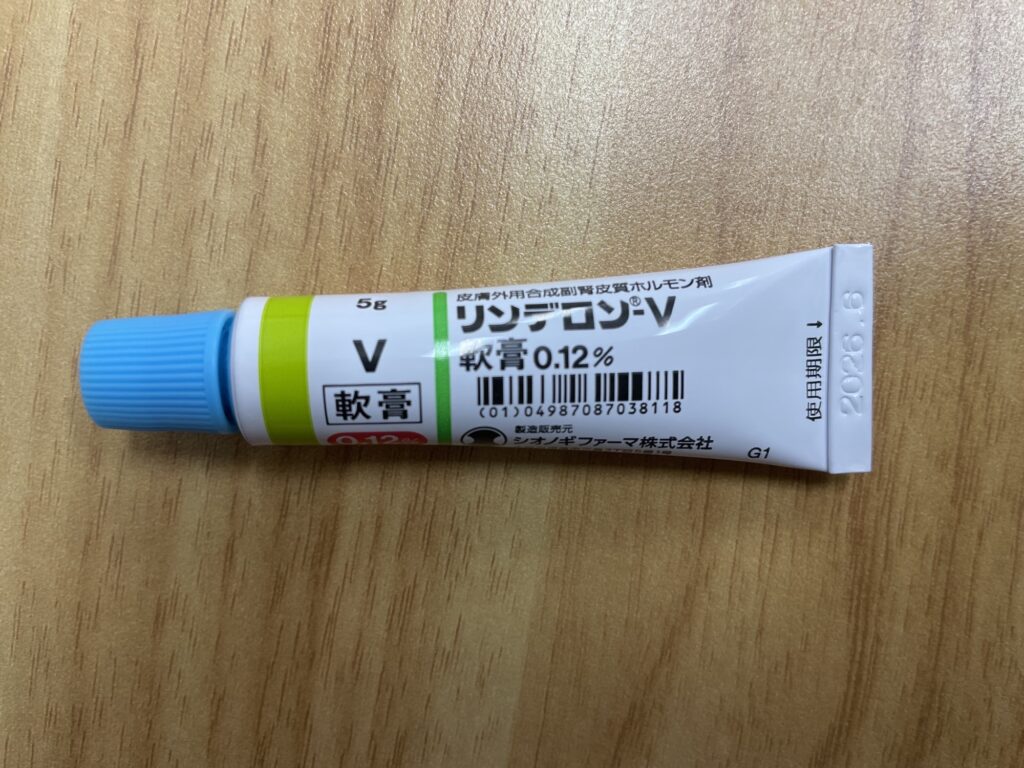 5g
V
軟膏
0.12%
皮膚外用合成副腎皮質ホルモン剤
リンデロン®-V
軟膏0.12%
(01)04987087038118
製造販売元
シオノギファーマ株式会社
G1
使用期限↓
2026.6